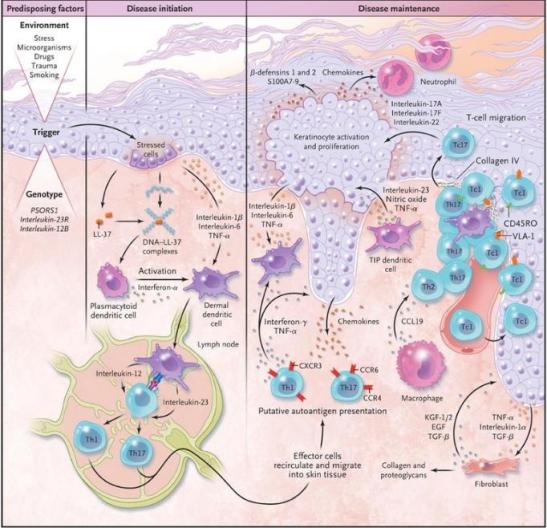 Predisposing factors
Disease initiation
Disease maintenance
Environment
Stress
Microorganisms
Drugs
Trauma
Smoking
Trigger
Genotype
PSORS1
Interleukin-23R
Interleukin-12B
Stressed
cells
LL-37
DNA–LL-37
complexes
Interleukin-1β
Interleukin-6
TNF-α
Activation
Interferon-α
Plasmacytoid
dendritic cell
Dermal
dendritic
cell
Lymph node
Interleukin-12
Interleukin-23
Th1
Th17
β-defensins 1 and 2
S100A7-9
Chemokines
Neutrophil
Interleukin-17A
Interleukin-17F
Interleukin-22
Keratinocyte activation
and proliferation
T-cell migration
Tc17
Collagen IV
Interleukin-1β
Interleukin-6
TNF-α
Interleukin-23
Nitric oxide
TNF-α
TIP dendritic
cell
Tc1
Th17
Tc1
CD45RO
VLA-1
Th17
Tc1
Th2
Th17
Tc1
Tc1
Tc1
CCL19
Macrophage
Interferon-γ
TNF-α
Chemokines
CXCR3
Th1
CCR6
Th17
CCR4
Putative autoantigen presentation
Effector cells
recirculate and migrate
into skin tissue
KGF-1/2
EGF
TGF-β
TNF-α
Interleukin-1α
TGF-β
Collagen and
proteoglycans
Fibroblast